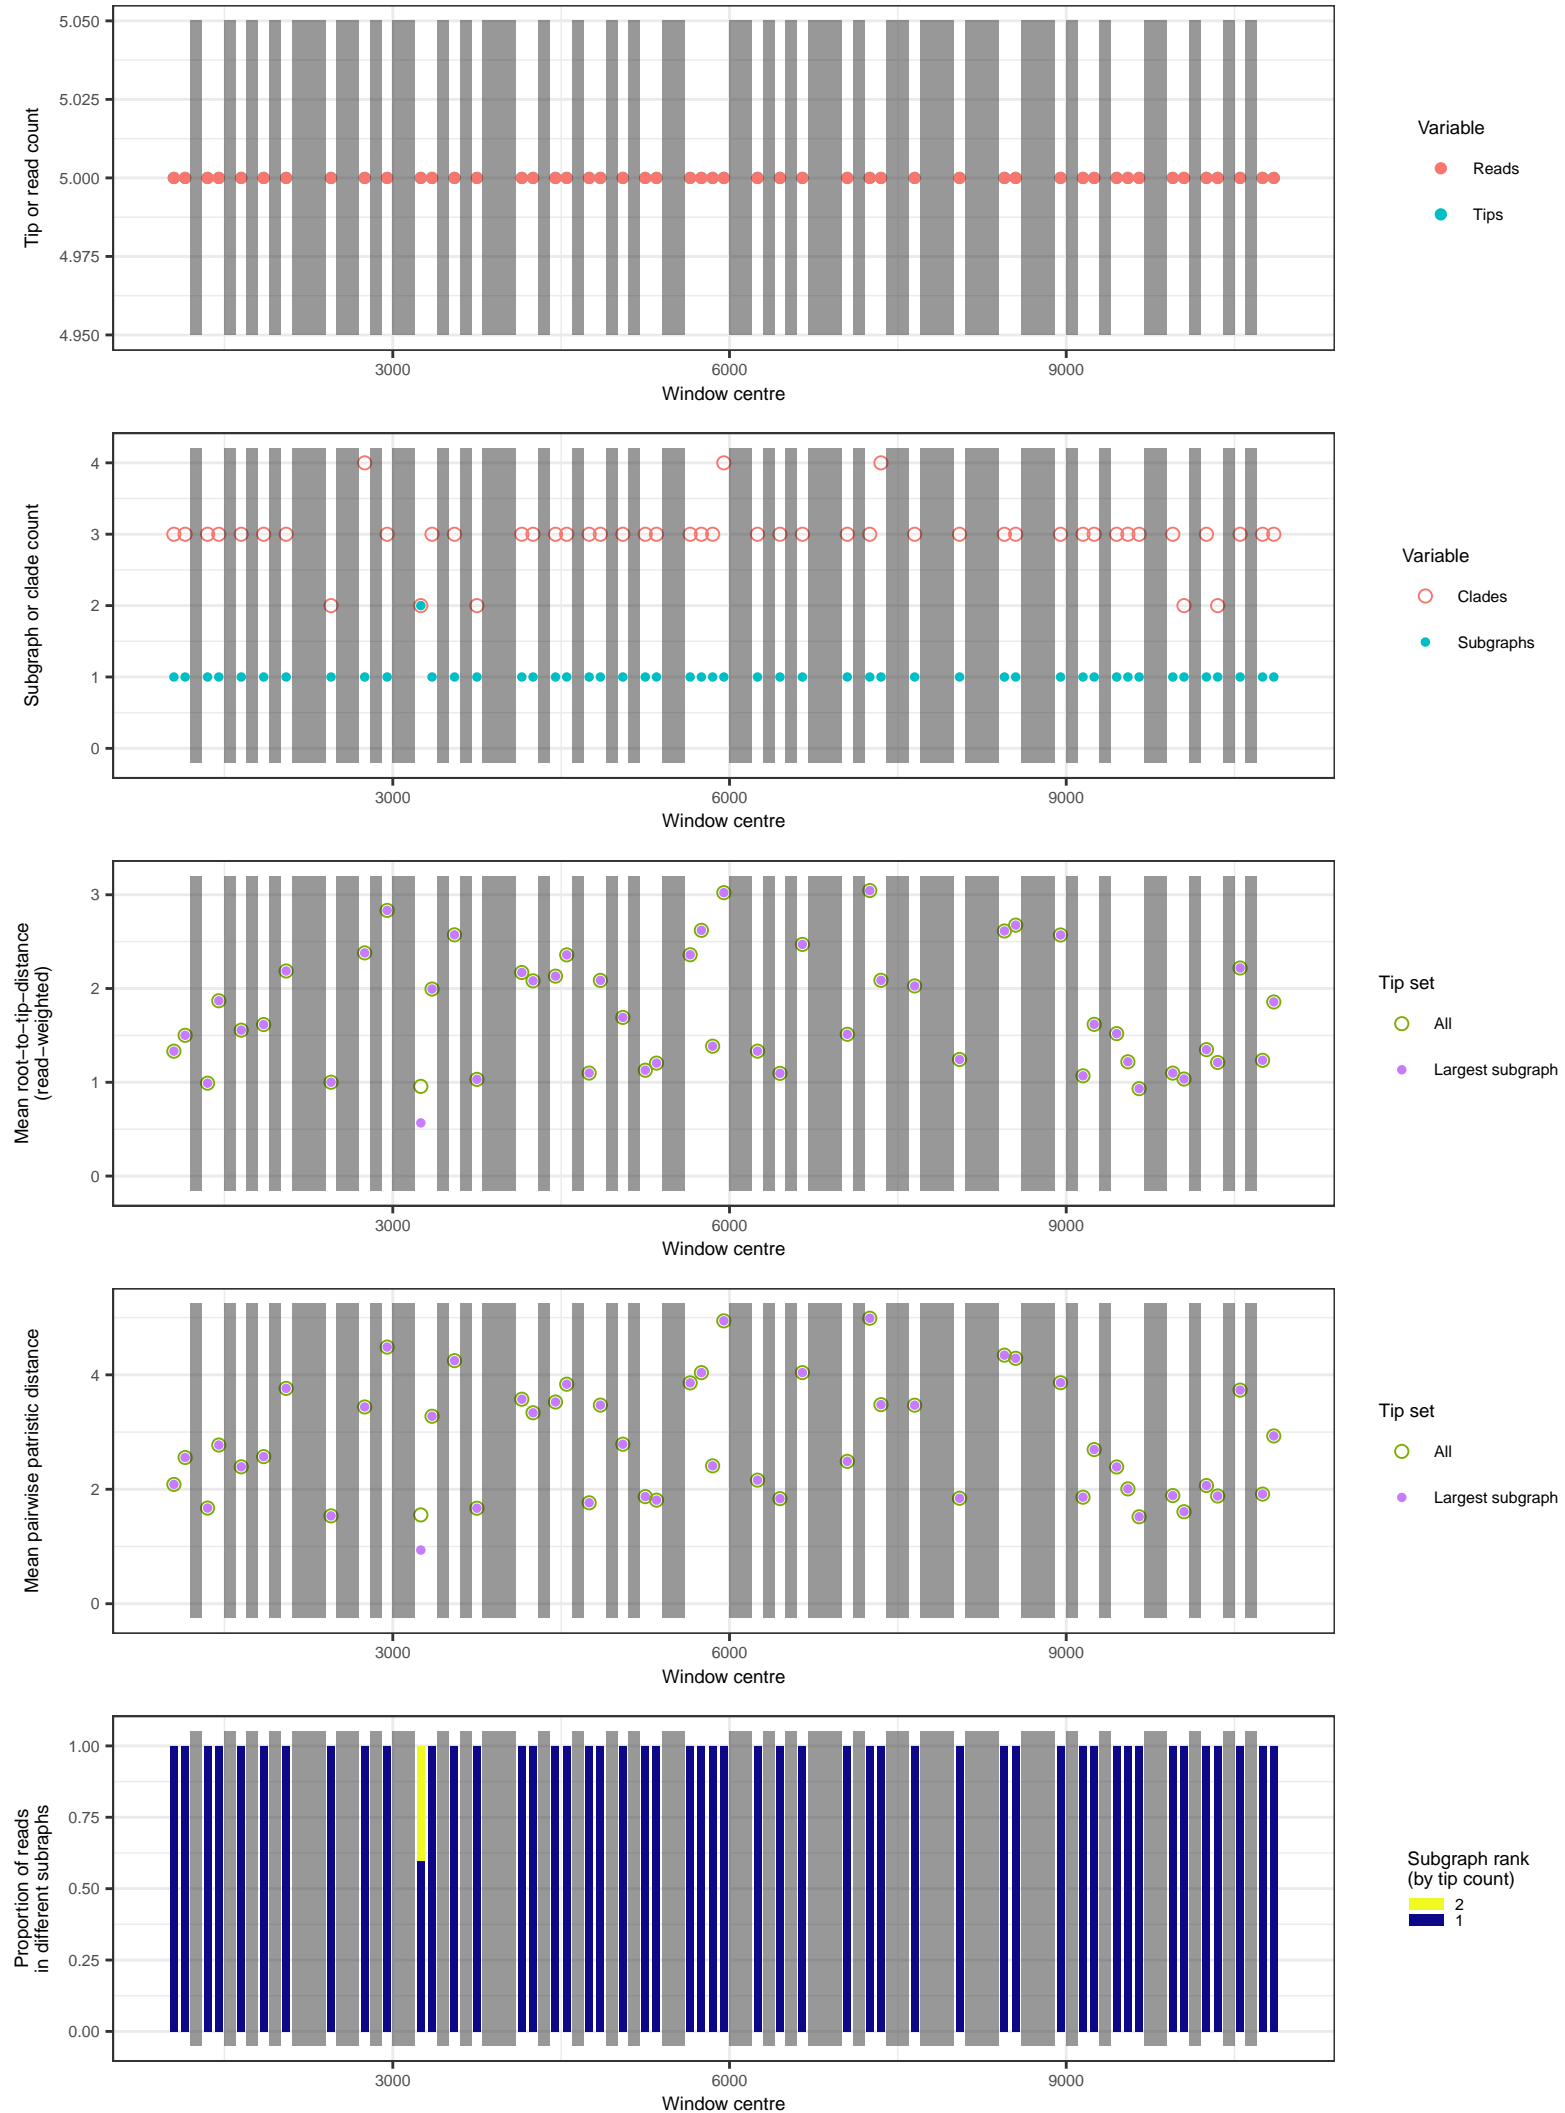 5.050
5.025
5.000
4.975
4.950
Tip or read count
3000
6000
9000
Window centre
Variable
Reads
Tips
4
3
2
1
0
Subgraph or clade count
3000
6000
9000
Window centre
Variable
Clades
Subgraphs
3
2
1
0
Mean root−to−tip−distance
(read−weighted)
3000
6000
9000
Window centre
Tip set
All
Largest subgraph
4
2
0
Mean pairwise patristic distance
3000
6000
9000
Window centre
Tip set
All
Largest subgraph
1.00
0.75
0.50
0.25
0.00
Proportion of reads
in different subraphs
3000
6000
9000
Window centre
Subgraph rank
(by tip count)
2
1